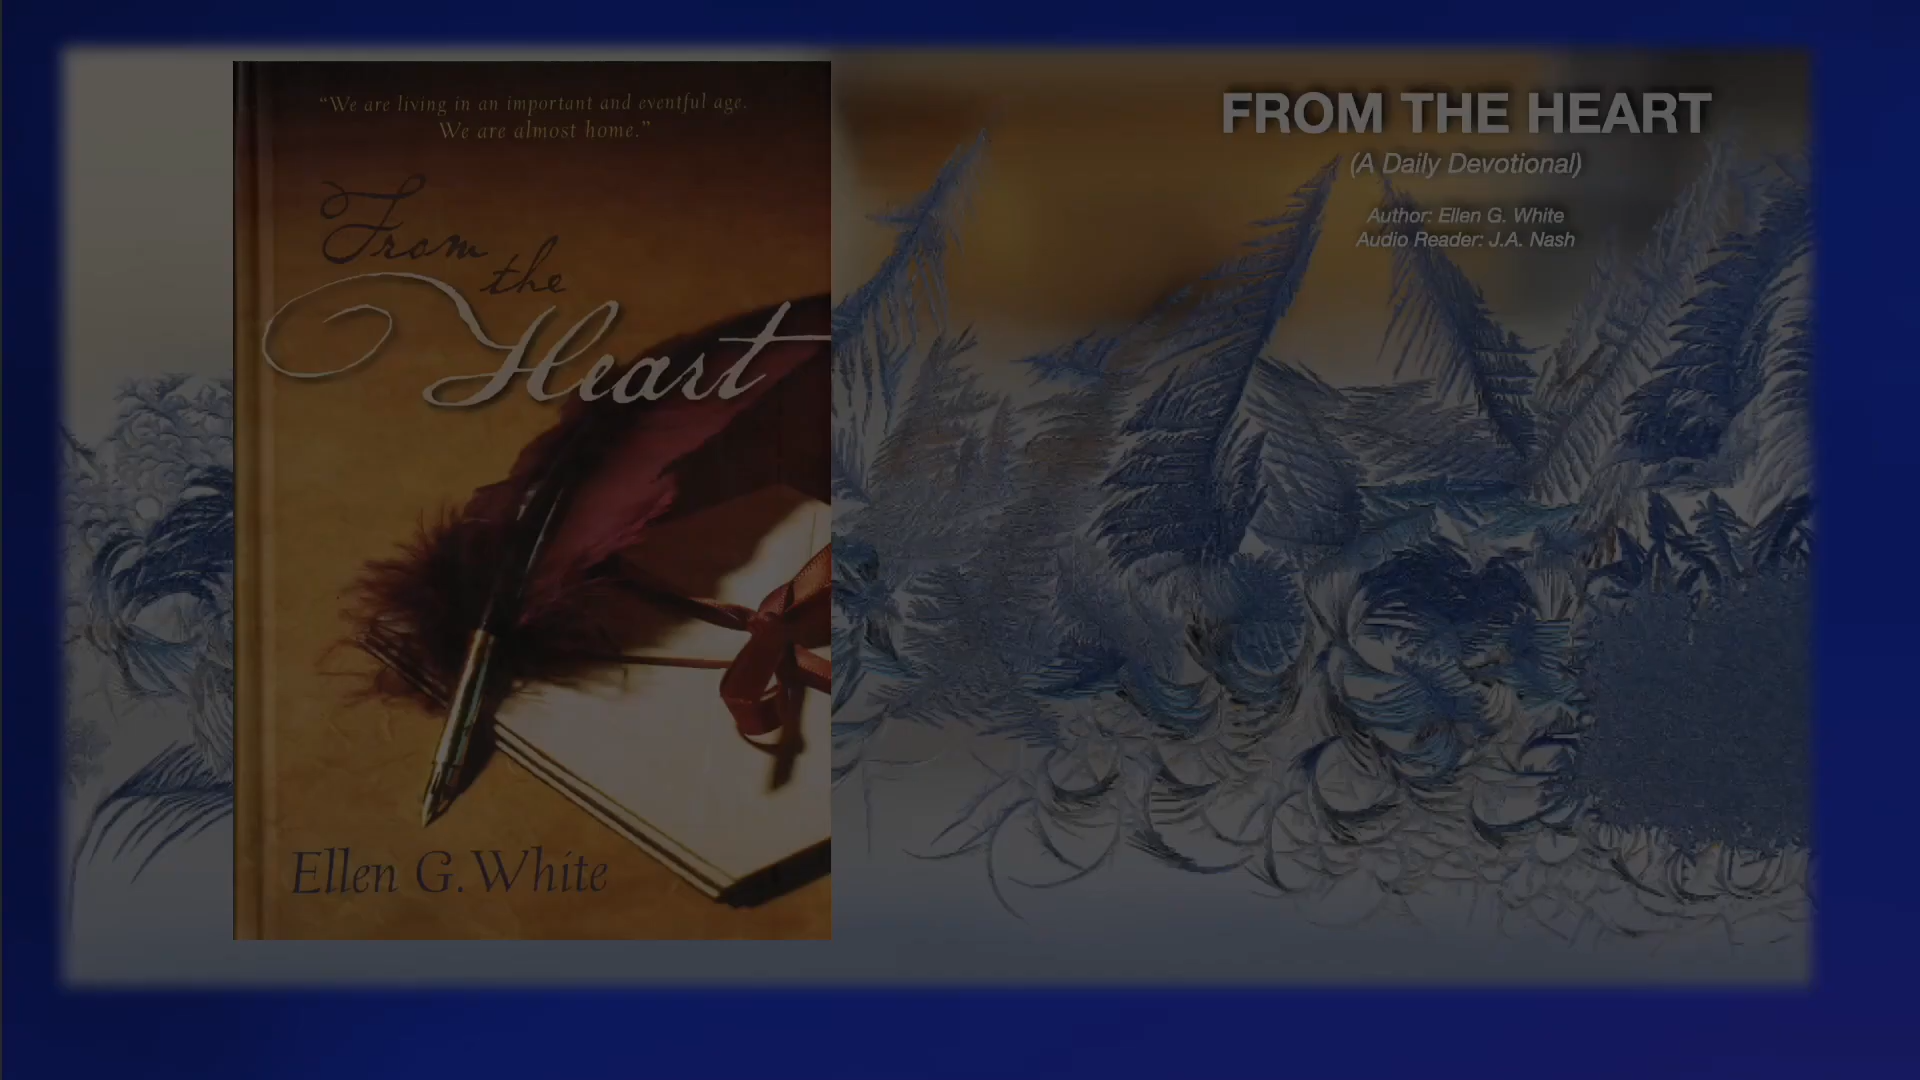 “We are living in an important and eventful age.
We are almost home.”
From
the
Heart
Ellen G. White
FROM THE HEART
(A Daily Devotional)
Author: Ellen G. White
Audio Reader: J.A. Nash